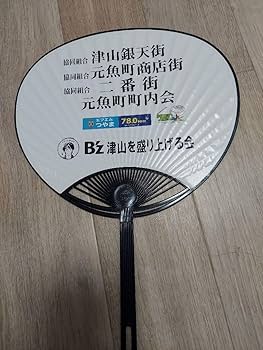 協同組合 津山銀天街
協同組合 元魚町商店街
協同組合 二番街
元魚町町内会
エフエム つやま 78.0MHz
B'z 津山を盛り上げる会